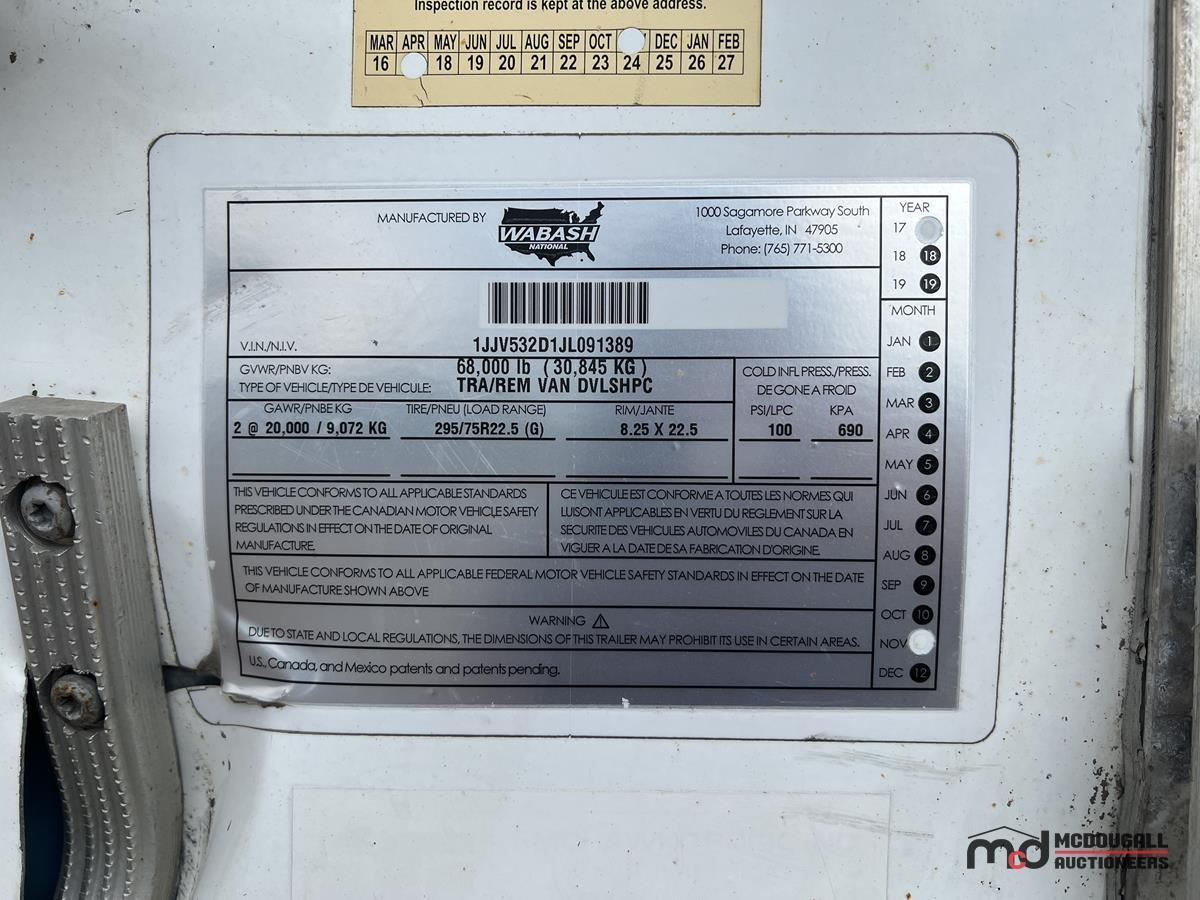 Inspection record is kept at the above address.
MAR APR MAY JUN JUL AUG SEP OCT DEC JAN FEB
16 18 19 20 21 22 23 24 25 26 27
MANUFACTURED BY
WABASH
NATIONAL
1000 Sagamore Parkway South
Lafayette, IN 47905
Phone: (765) 771-5300
V.I.N./N.I.V. 1JJV532D1JL091389
GVWR/PNBV KG: 68,000 lb ( 30,845 KG )
TYPE OF VEHICLE/TYPE DE VEHICULE: TRA/REM VAN DVLSHPC
COLD INFL PRESS./PRESS.
DE GONE A FROID
GAWR/PNBE KG TIRE/PNEU (LOAD RANGE) RIM/JANTE PSI/LPC KPA
2 @ 20,000 / 9,072 KG 295/75R22.5 (G) 8.25 X 22.5 100 690
THIS VEHICLE CONFORMS TO ALL APPLICABLE STANDARDS
PRESCRIBED UNDER THE CANADIAN MOTOR VEHICLE SAFETY
REGULATIONS IN EFFECT ON THE DATE OF ORIGINAL
MANUFACTURE.
CE VEHICULE EST CONFORME A TOUTES LES NORMES QUI
LUISONT APPLICABLES EN VERTU DU REGLEMENT SUR LA
SECURITE DES VEHICULES AUTOMOVILES DU CANADA EN
VIGUER A LA DATE DE SA FABRICATION D'ORIGINE.
THIS VEHICLE CONFORMS TO ALL APPLICABLE FEDERAL MOTOR VEHICLE SAFETY STANDARDS IN EFFECT ON THE DATE
OF MANUFACTURE SHOWN ABOVE
WARNING
DUE TO STATE AND LOCAL REGULATIONS, THE DIMENSIONS OF THIS TRAILER MAY PROHIBIT ITS USE IN CERTAIN AREAS.
U.S., Canada, and Mexico patents and patents pending.
YEAR
17
18 18
19 19
MONTH
JAN 1
FEB 2
MAR 3
APR 4
MAY 5
JUN 6
JUL 7
AUG 8
SEP 9
OCT 10
NOV
DEC 12
mcd MCDOUGALL
AUCTIONEERS